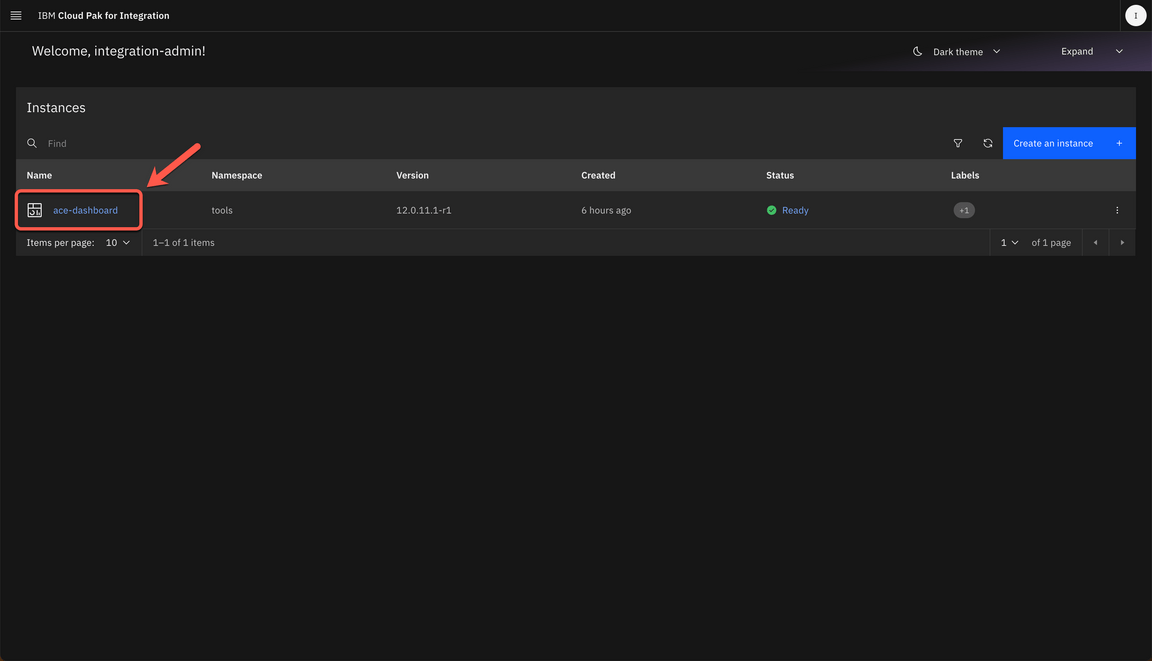 IBM Cloud Pak for Integration
I
Welcome, integration-admin!
Dark theme
Expand
Instances
Find
Create an instance +
Name Namespace Version Created Status Labels
ace-dashboard tools 12.0.11.1-r1 6 hours ago Ready +1
Items per page: 10 1–1 of 1 items 1 of 1 page